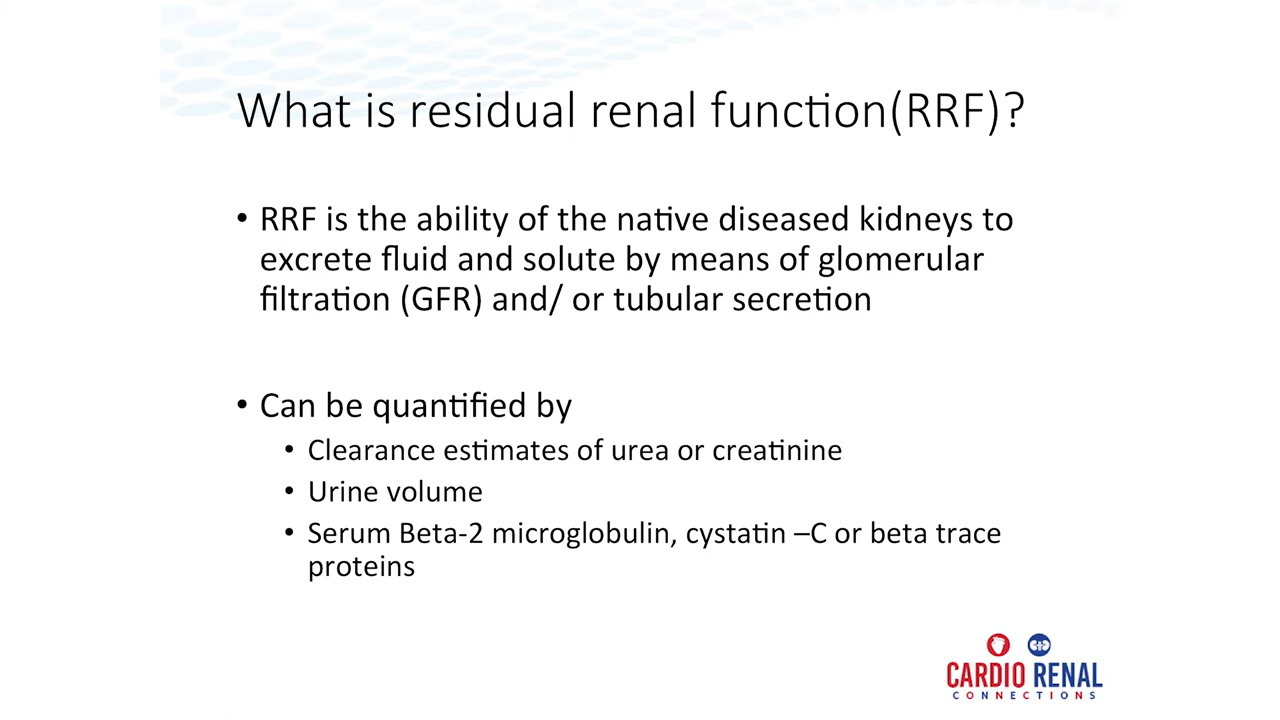 What is residual renal function(RRF)?
• RRF is the ability of the native diseased kidneys to
excrete fluid and solute by means of glomerular
filtration (GFR) and/ or tubular secretion
• Can be quantified by
• Clearance estimates of urea or creatinine
• Urine volume
• Serum Beta-2 microglobulin, cystatin –C or beta trace
proteins
CARDIO RENAL
CONNECTIONS